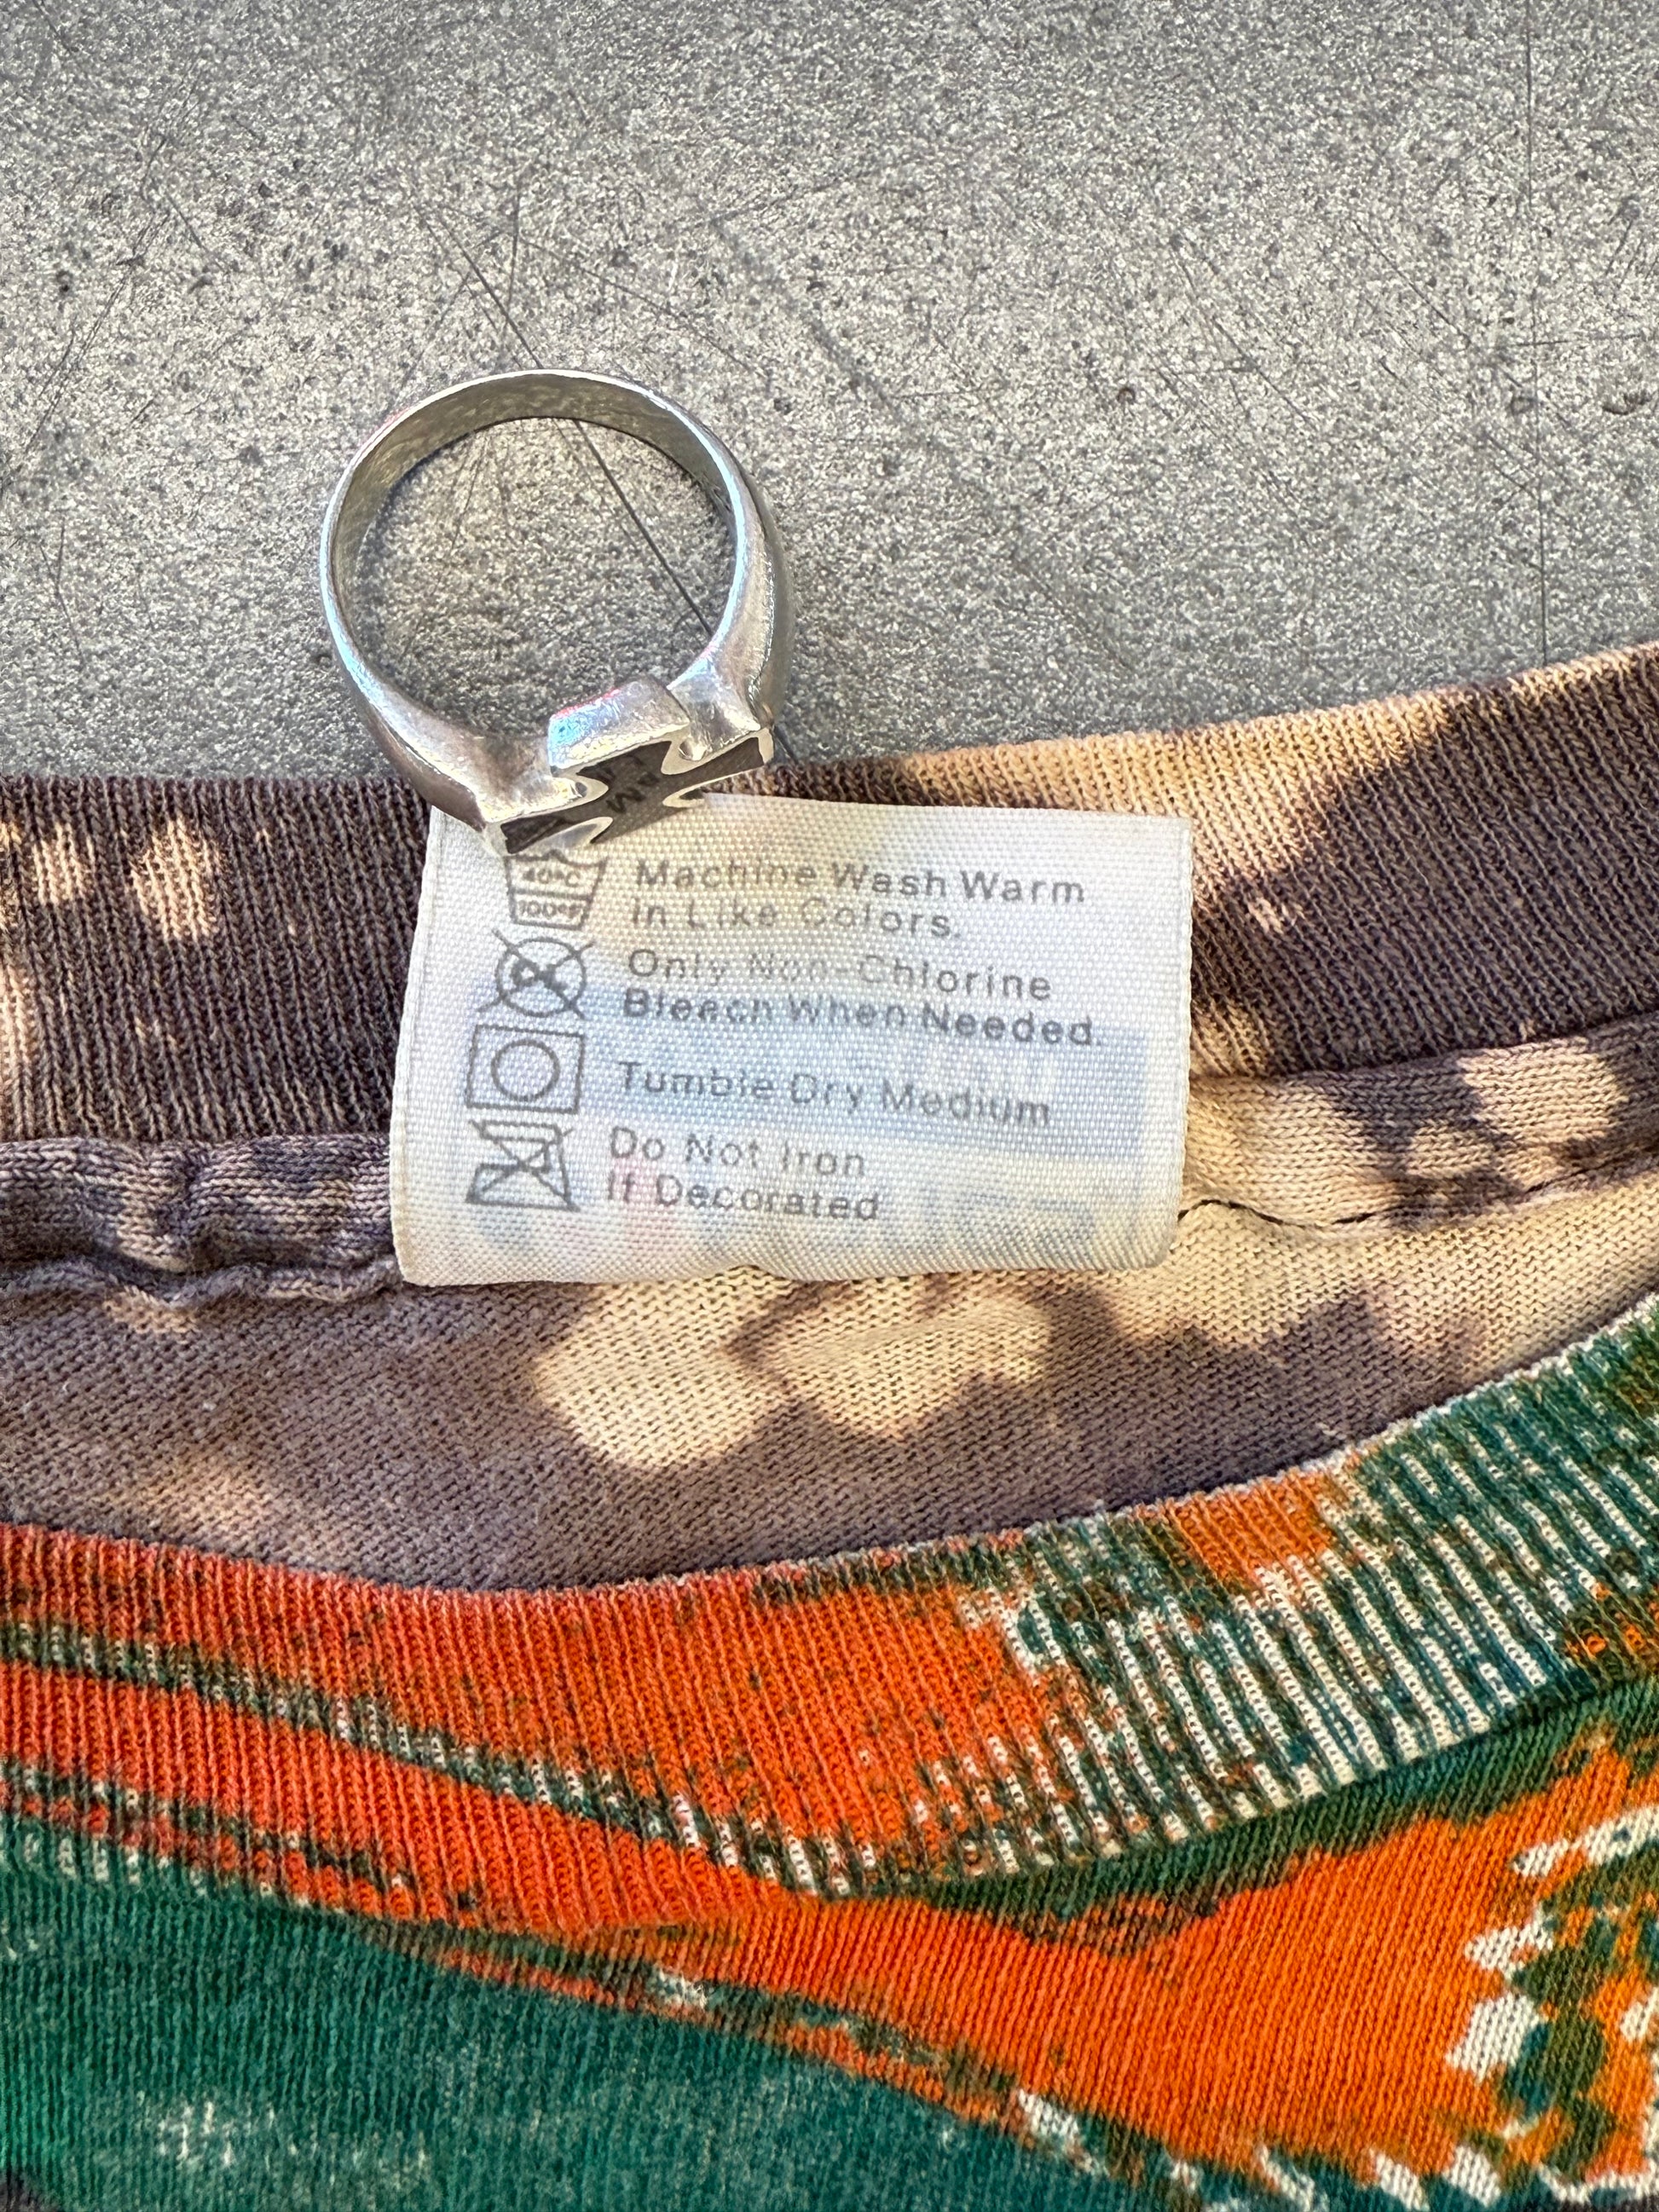 Machine Wash Warm
in Like Colors.
Only Non-Chlorine
Bleach When Needed.
Tumble Dry Medium
Do Not Iron
If Decorated